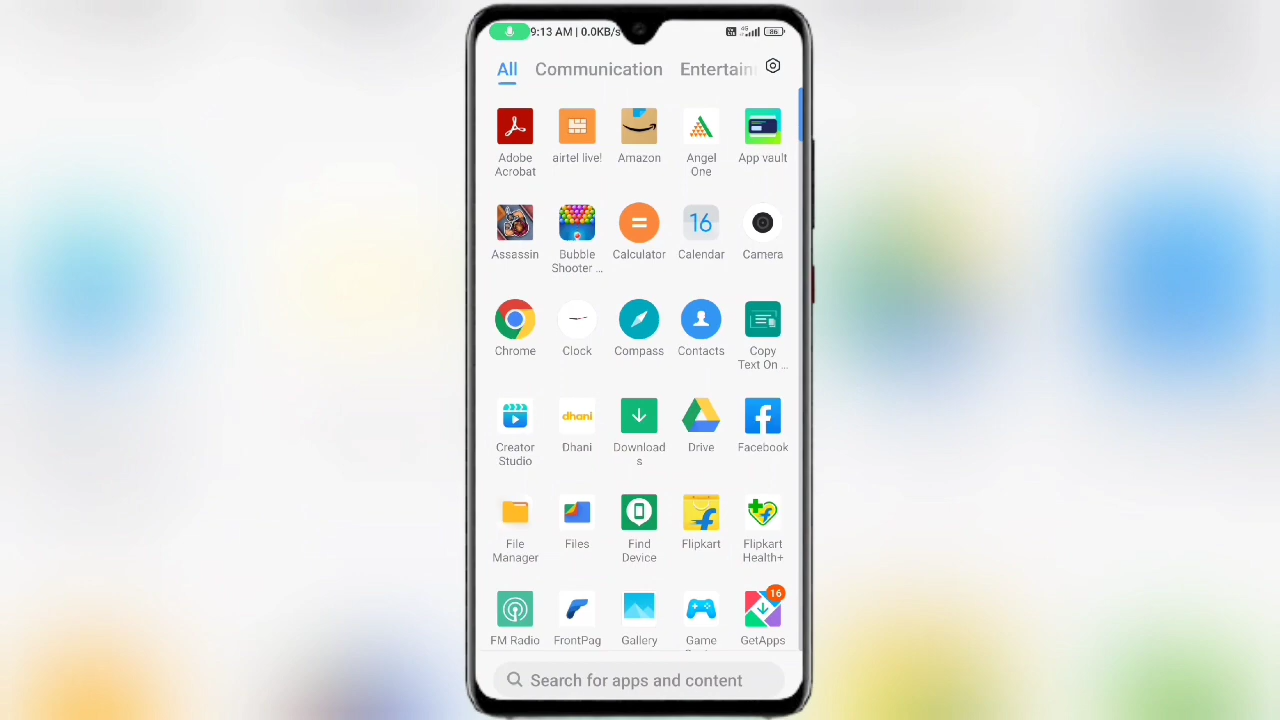 9:13 AM | 0.0KB/s 4G 86
All Communication Entertain
Adobe Acrobat
airtel live!
Amazon
Angel One
App vault
Assassin
Bubble Shooter ...
16
Calculator
Calendar
Camera
Chrome
Clock
Compass
Contacts
Copy Text On ...
Creator Studio
dhani
Dhani
Downloads
Drive
Facebook
File Manager
Files
Find Device
Flipkart
Flipkart Health+
16
FM Radio
FrontPag
Gallery
Game
GetApps
Search for apps and content